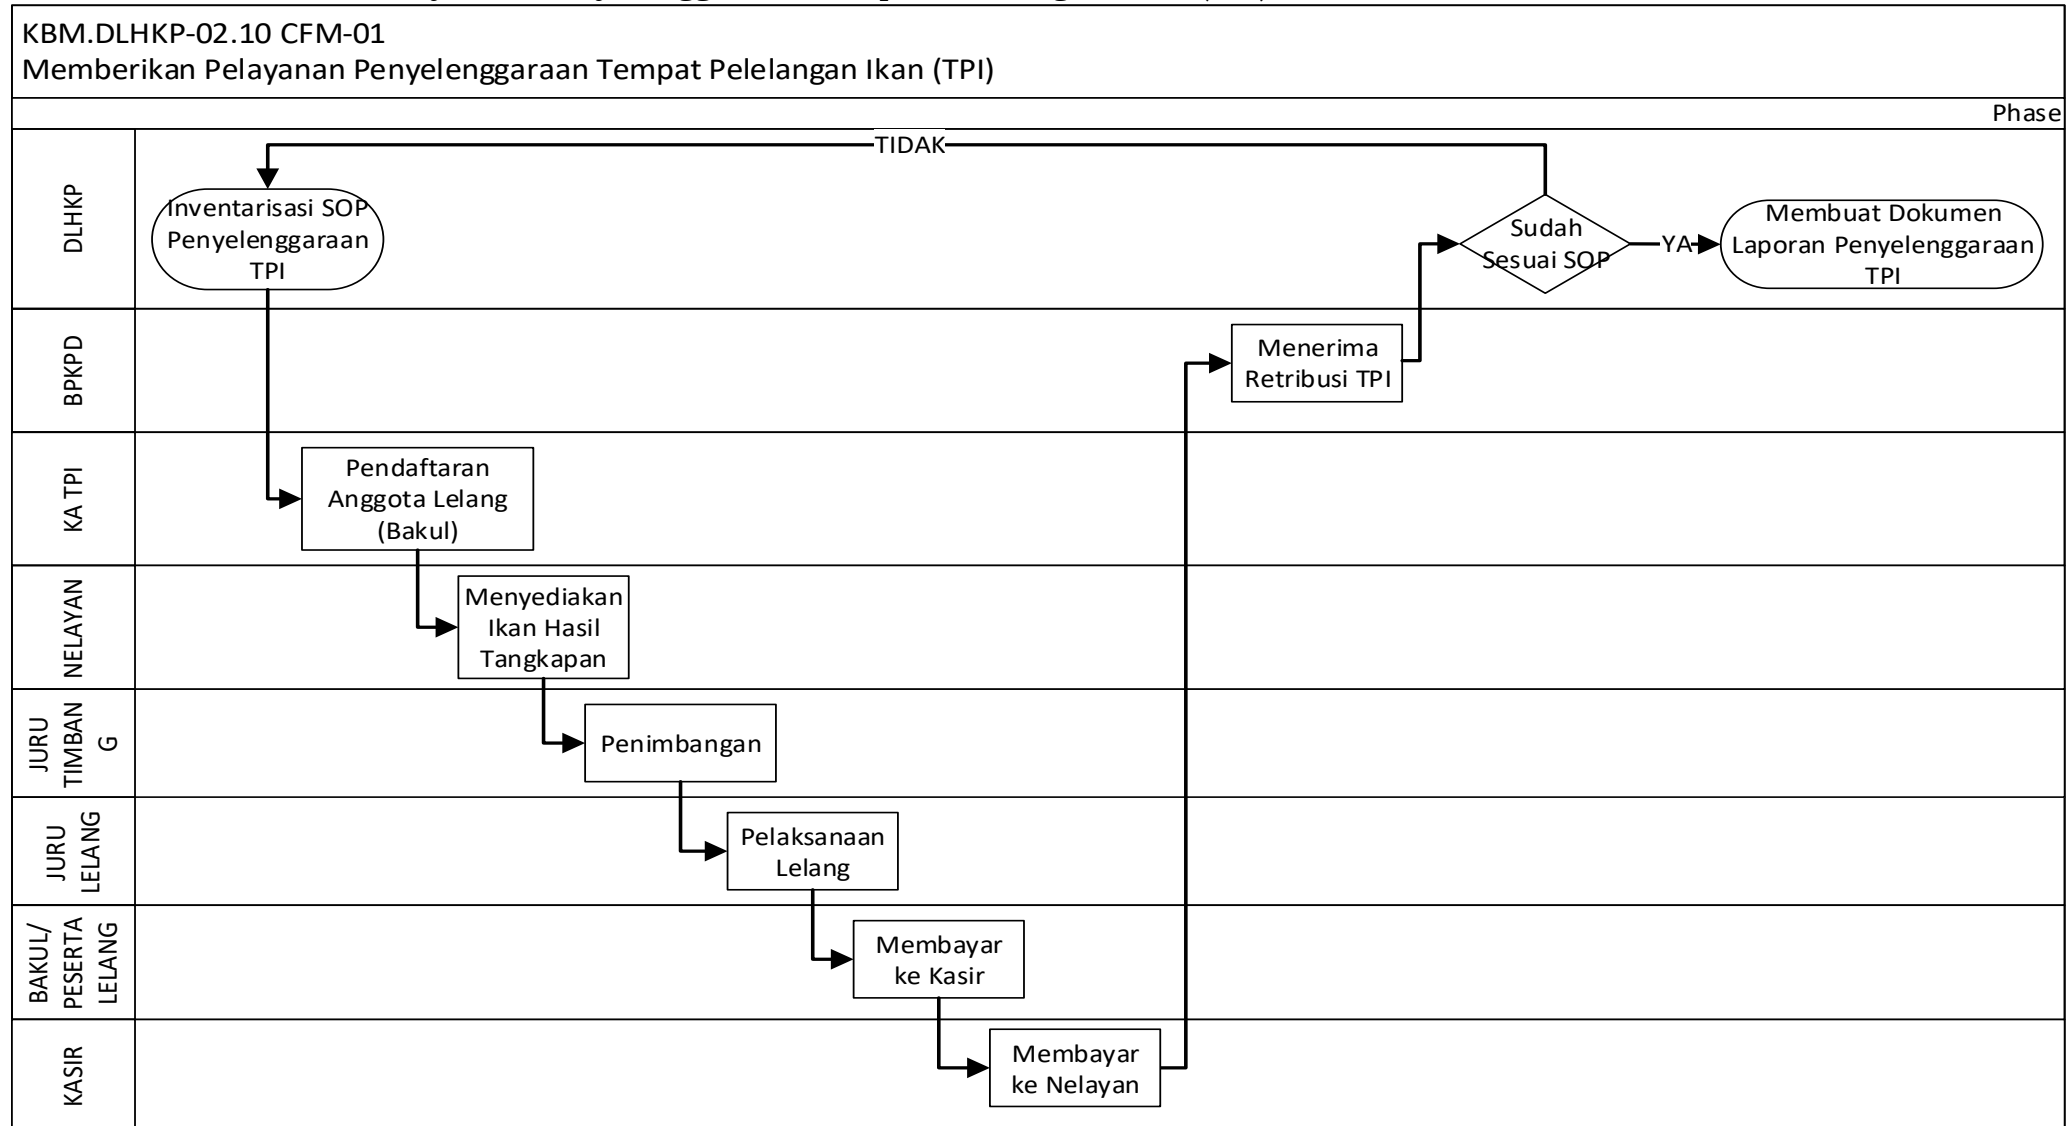 KBM.DLHKP-02.10 CFM-01
Memberikan Pelayanan Penyelenggaraan Tempat Pelelangan Ikan (TPI)
Phase
DLHKP
TIDAK
Inventarisasi SOP
Penyelenggaraan
TPI
Sudah
Sesuai SOP
YA
Membuat Dokumen
Laporan Penyelenggaraan
TPI
BPKPD
Menerima
Retribusi TPI
KA TPI
Pendaftaran
Anggota Lelang
(Bakul)
NELAYAN
Menyediakan
Ikan Hasil
Tangkapan
JURU
TIMBAN
G
Penimbangan
JURU
LELANG
Pelaksanaan
Lelang
BAKUL/
PESERTA
LELANG
Membayar
ke Kasir
KASIR
Membayar
ke Nelayan